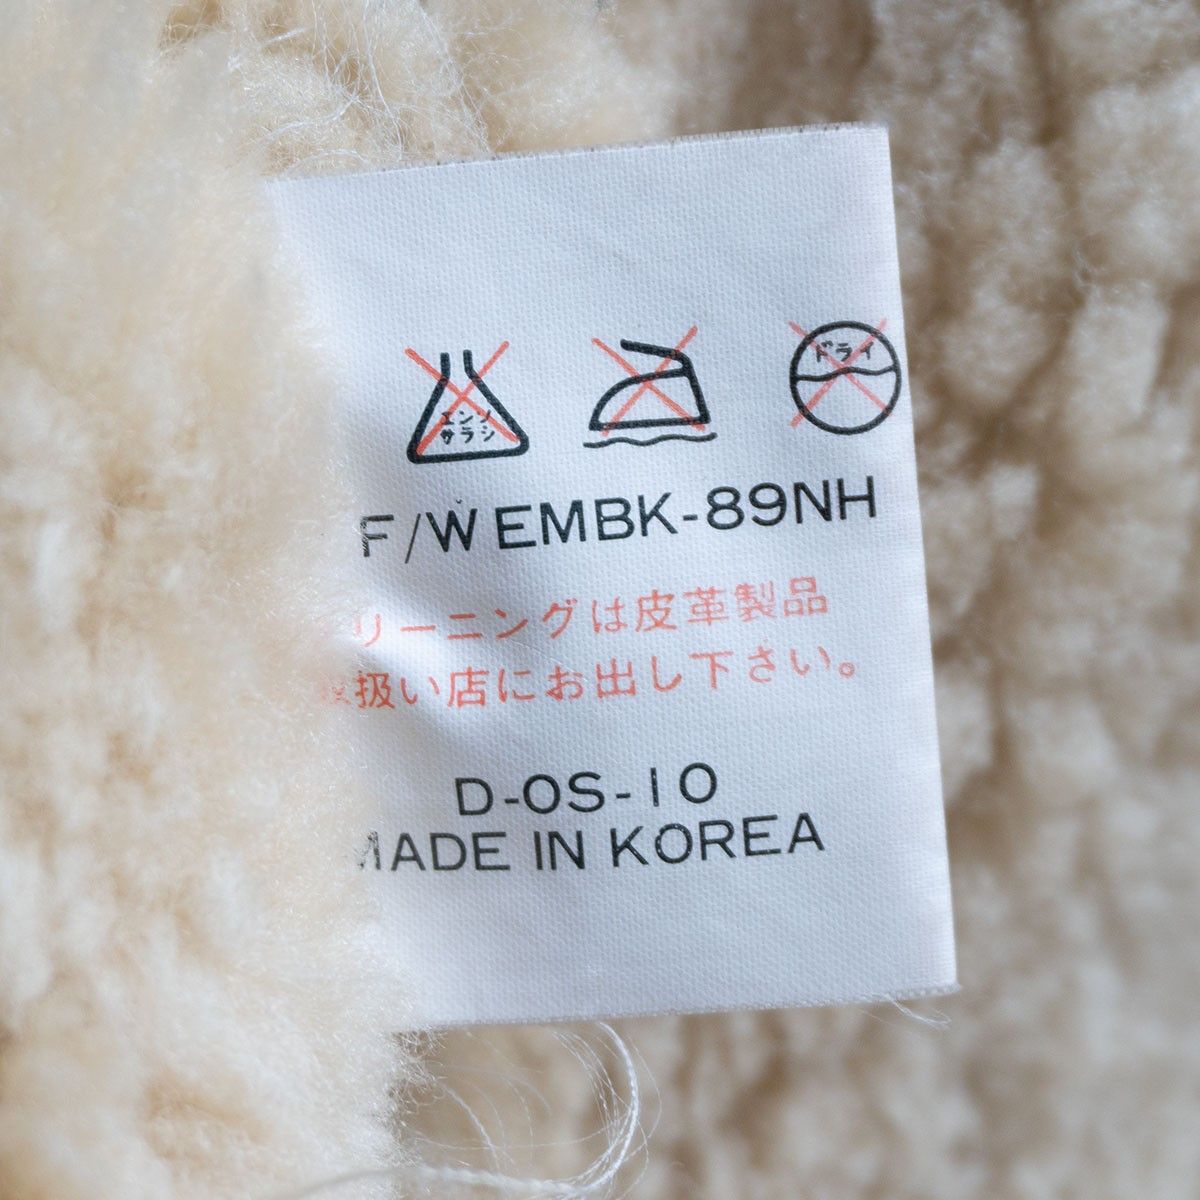 エンソ
サラシ
ドライ
F/WEMBK-89NH
リーニングは皮革製品
扱い店にお出し下さい。
D-OS-10
MADE IN KOREA